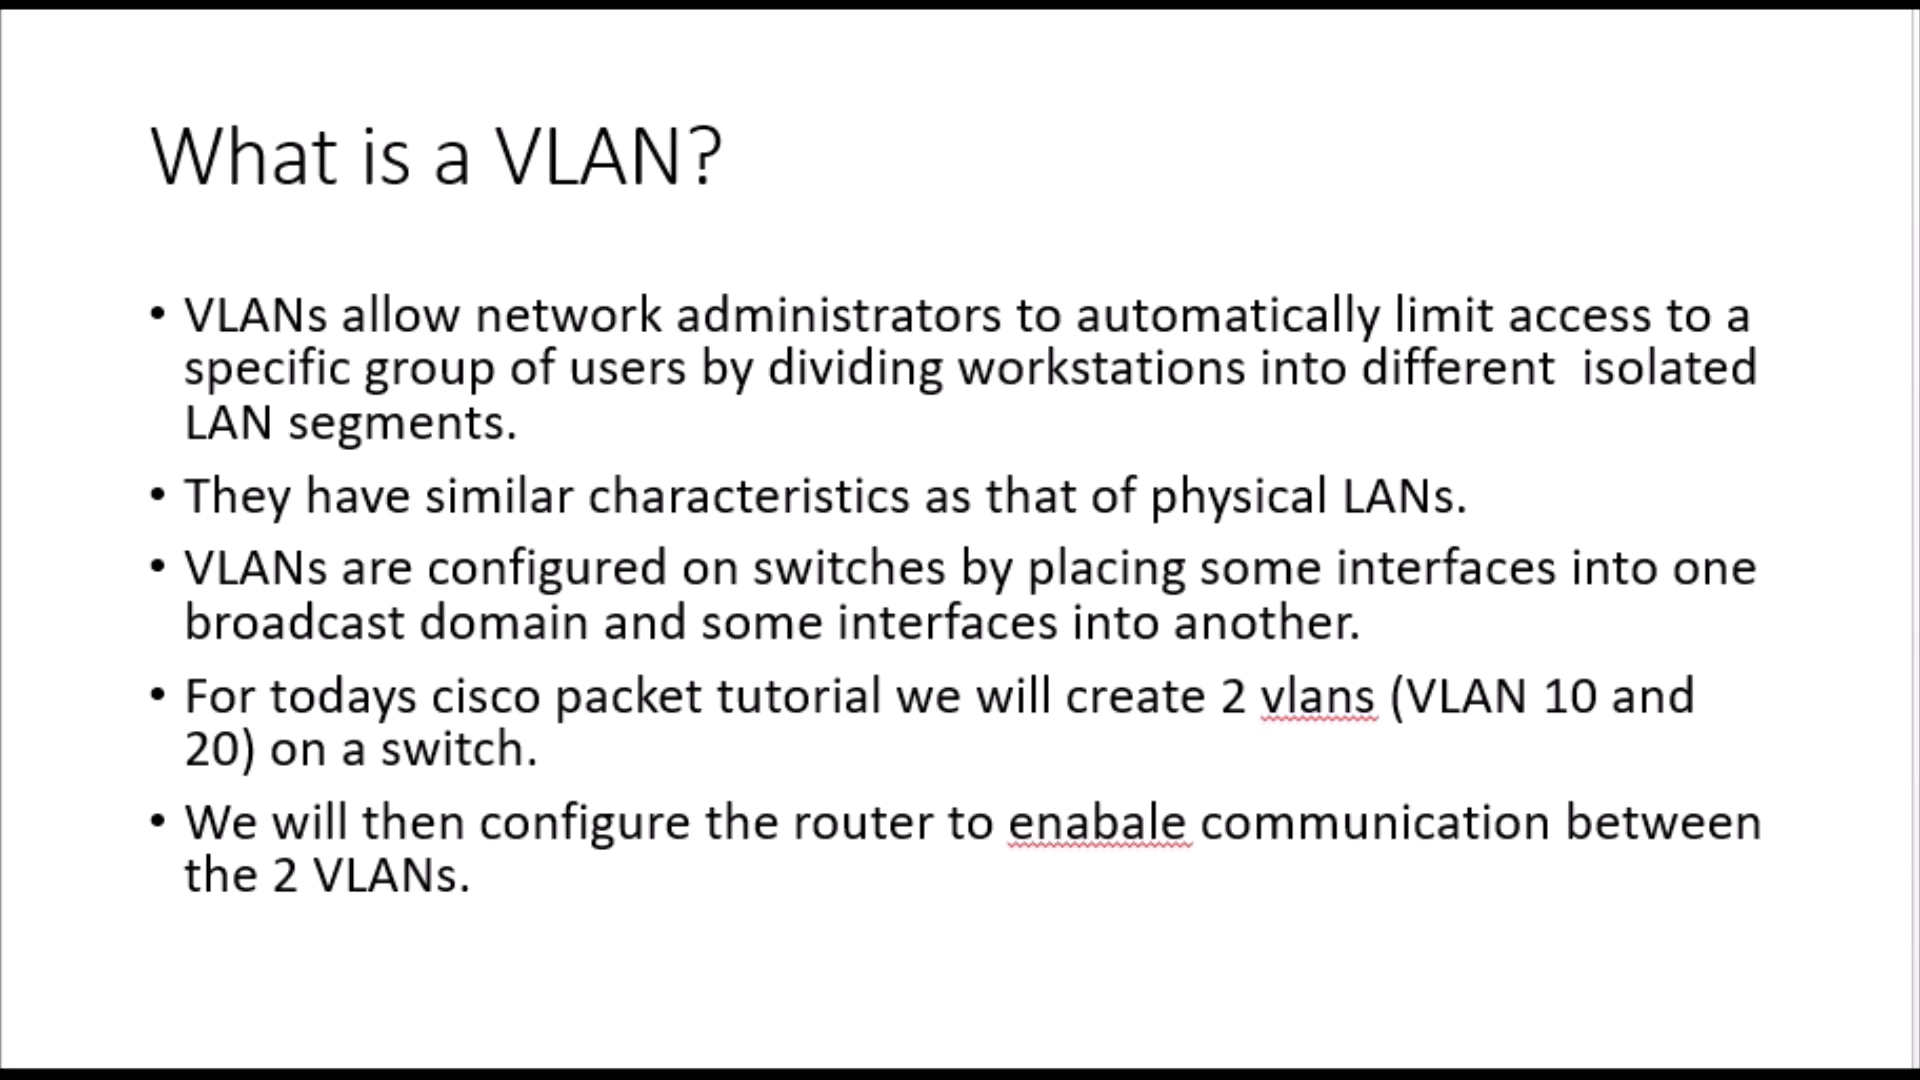 What is a VLAN?
• VLANs allow network administrators to automatically limit access to a
specific group of users by dividing workstations into different  isolated
LAN segments.
• They have similar characteristics as that of physical LANs.
• VLANs are configured on switches by placing some interfaces into one
broadcast domain and some interfaces into another.
• For todays cisco packet tutorial we will create 2 vlans (VLAN 10 and
20) on a switch.
• We will then configure the router to enabale communication between
the 2 VLANs.